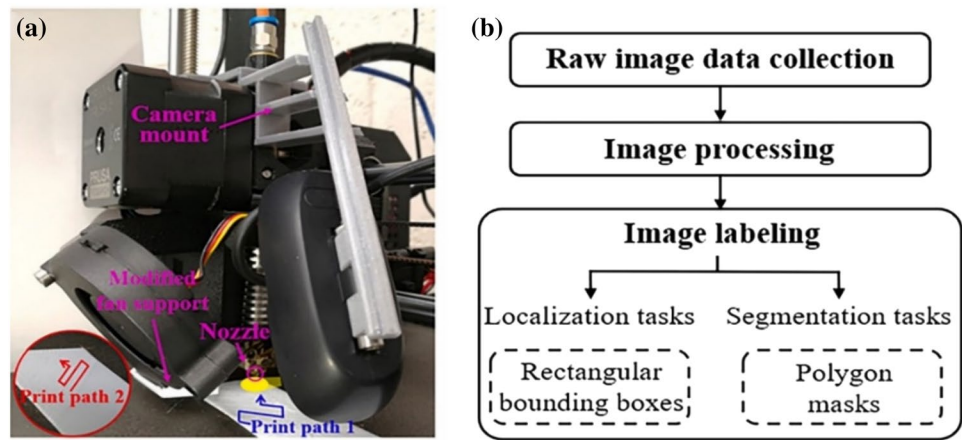 (a)
Camera
mount
PRUSA
Modified
fan support
Nozzle
Print path 2
Print path 1
(b)
Raw image data collection
Image processing
Image labeling
Localization tasks
Segmentation tasks
Rectangular
bounding boxes
Polygon
masks